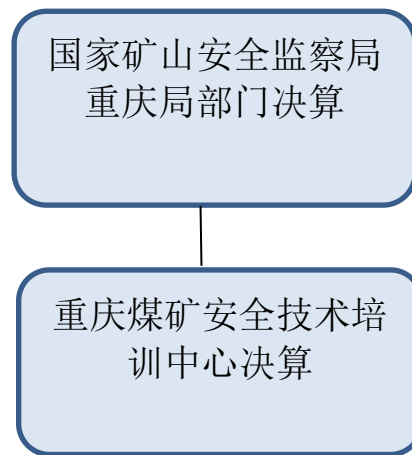 国家矿山安全监察局
重庆局部门决算
重庆煤矿安全技术培
训中心决算